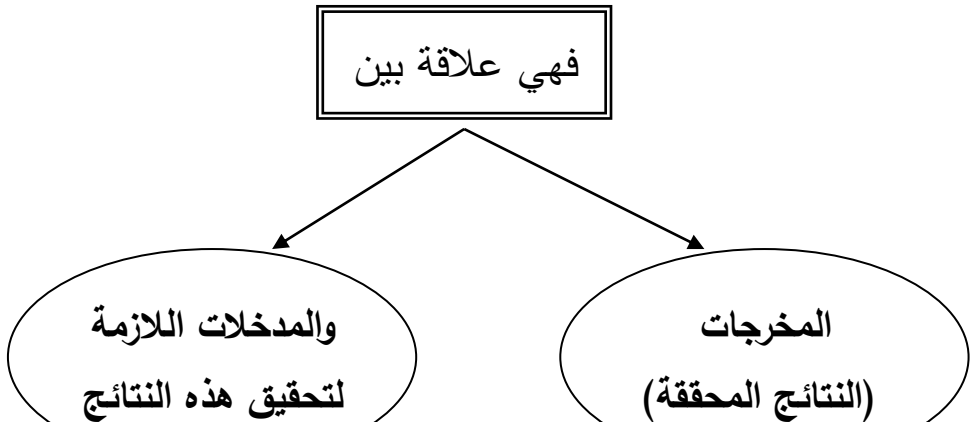 فهي علاقة بين
المخرجات
(النتائج المحققة)
والمدخلات اللازمة
لتحقيق هذه النتائج